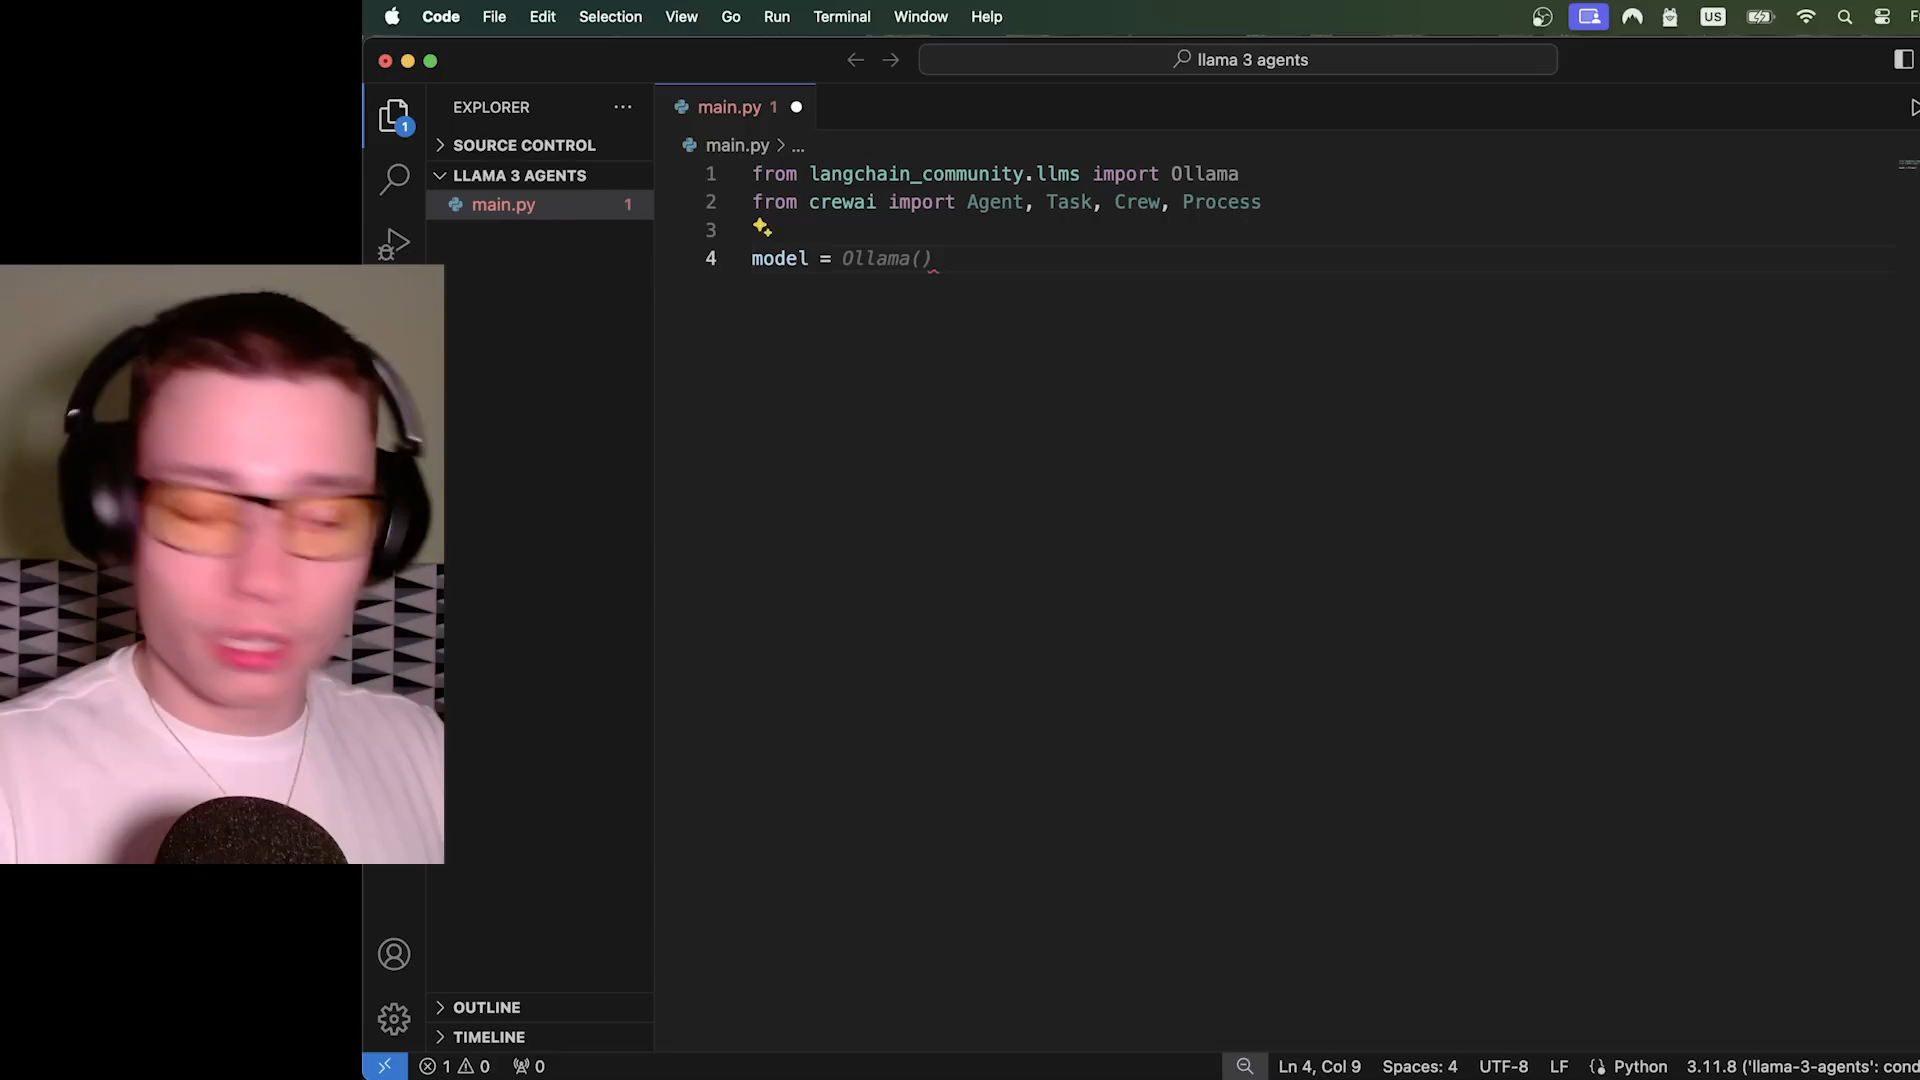 Code File Edit Selection View Go Run Terminal Window Help US
llama 3 agents
EXPLORER
main.py 1
1
SOURCE CONTROL
main.py > ...
LLAMA 3 AGENTS
main.py 1
1 from langchain_community.llms import Ollama
2 from crewai import Agent, Task, Crew, Process
3
4 model = Ollama()
OUTLINE
TIMELINE
1 0 0 Ln 4, Col 9 Spaces: 4 UTF-8 LF Python 3.11.8 ('llama-3-agents': cond